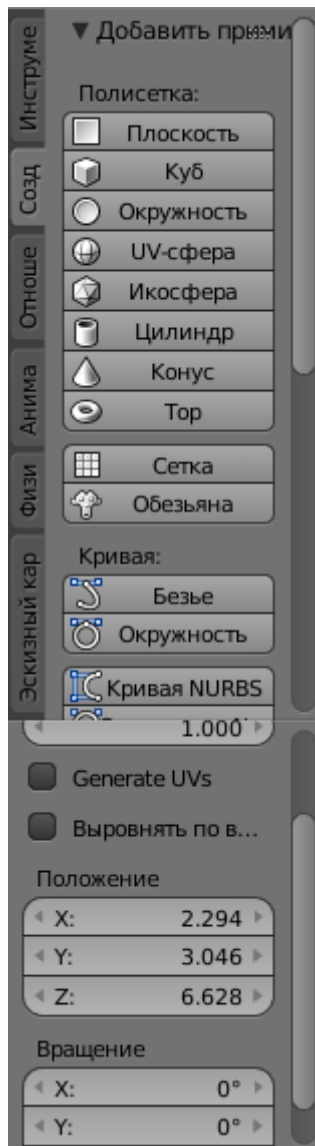 Инструме
Созд
Отноше
Анима
Физи
Эскизный кар
Добавить
Полисетка:
Плоскость
Куб
Окружность
UV-сфера
Икосфера
Цилиндр
Конус
Тор
Сетка
Обезьяна
Кривая:
Безье
Окружность
Кривая NURBS
1.000
Generate UVs
Выровнять по в...
Положение
X: 2.294
Y: 3.046
Z: 6.628
Вращение
X: 0°
Y: 0°